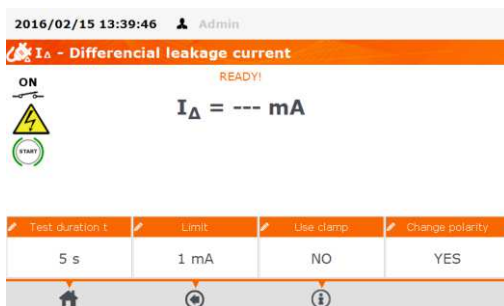 2016/02/15 13:39:46 Admin
IΔ - Differencial leakage current
READY!
ON
IΔ = --- mA
START
Test duration t Limit Use clamp Change polarity
5 s 1 mA NO YES